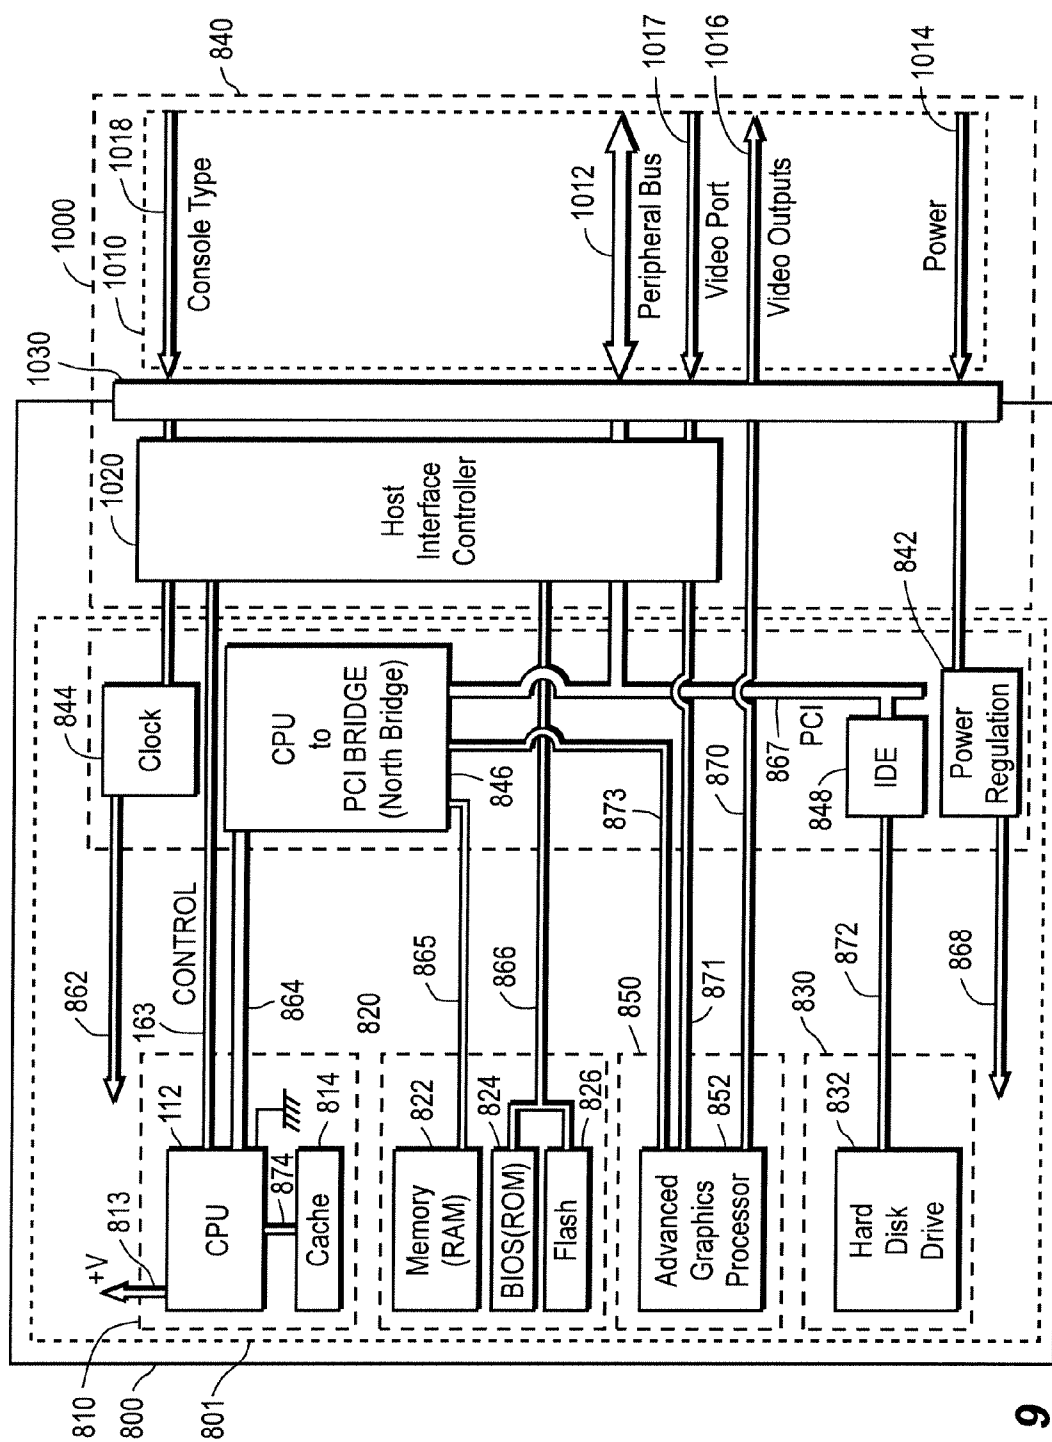 810
800
801
813
+V
112
CPU
874
814
Cache
862
163
CONTROL
864
844
Clock
CPU
to
PCI BRIDGE
(North Bridge)
846
820
822
Memory
(RAM)
824
BIOS(ROM)
826
Flash
865
866
850
852
Advanced
Graphics
Processor
873
871
870
867
PCI
830
832
Hard
Disk
Drive
872
848
IDE
868
842
Power
Regulation
1020
Host
Interface
Controller
1030
1000
1010
1018
840
Console Type
1012
Peripheral Bus
1017
Video Port
1016
Video Outputs
1014
Power
9